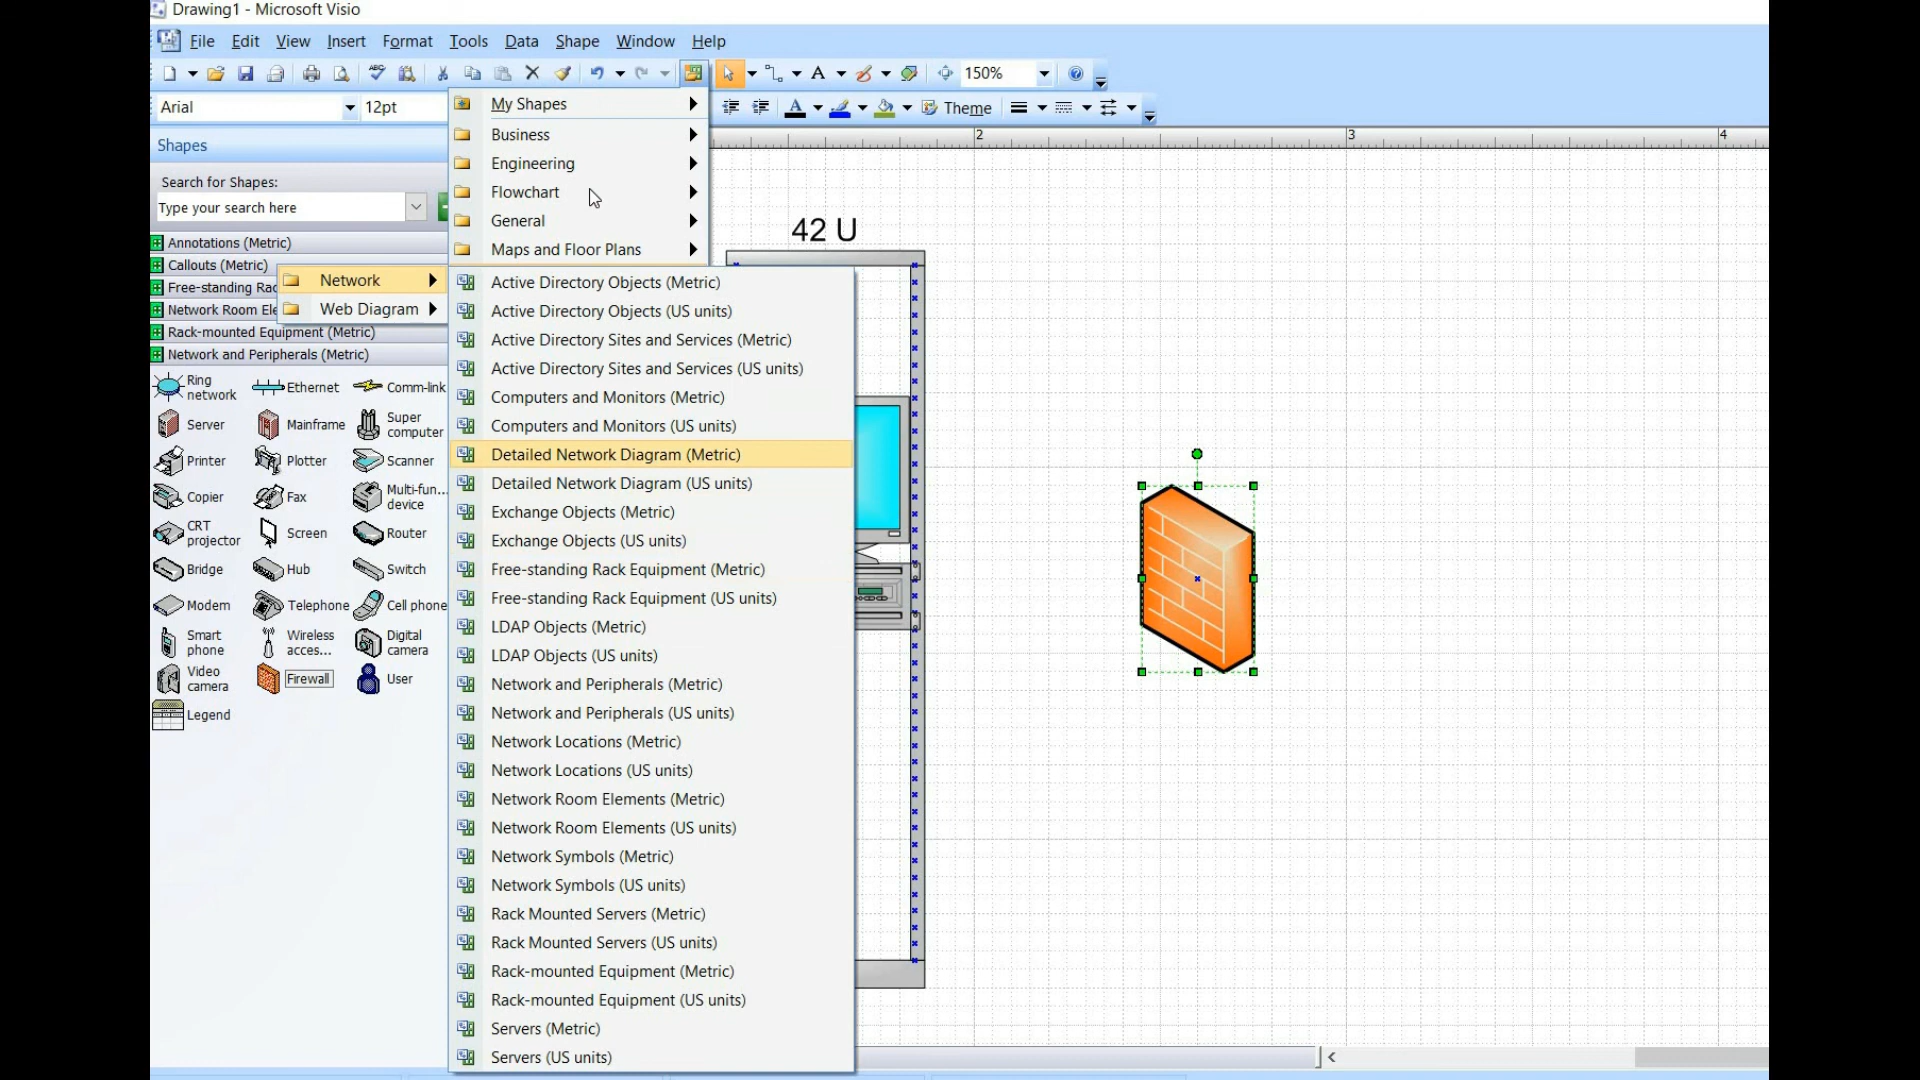 Drawing1 - Microsoft Visio
File Edit View Insert Format Tools Data Shape Window Help
150%
Arial 12pt
Theme
Shapes
Search for Shapes:
Type your search here
Annotations (Metric)
Callouts (Metric)
Free-standing Rac
Network Room Ele
Rack-mounted Equipment (Metric)
Network and Peripherals (Metric)
Ring network
Ethernet
Comm-link
Server
Mainframe
Super computer
Printer
Plotter
Scanner
Copier
Fax
Multi-fun... device
CRT projector
Screen
Router
Bridge
Hub
Switch
Modem
Telephone
Cell phone
Smart phone
Wireless acces...
Digital camera
Video camera
Firewall
User
Legend
My Shapes
Business
Engineering
Flowchart
General
Maps and Floor Plans
Network
Web Diagram
Active Directory Objects (Metric)
Active Directory Objects (US units)
Active Directory Sites and Services (Metric)
Active Directory Sites and Services (US units)
Computers and Monitors (Metric)
Computers and Monitors (US units)
Detailed Network Diagram (Metric)
Detailed Network Diagram (US units)
Exchange Objects (Metric)
Exchange Objects (US units)
Free-standing Rack Equipment (Metric)
Free-standing Rack Equipment (US units)
LDAP Objects (Metric)
LDAP Objects (US units)
Network and Peripherals (Metric)
Network and Peripherals (US units)
Network Locations (Metric)
Network Locations (US units)
Network Room Elements (Metric)
Network Room Elements (US units)
Network Symbols (Metric)
Network Symbols (US units)
Rack Mounted Servers (Metric)
Rack Mounted Servers (US units)
Rack-mounted Equipment (Metric)
Rack-mounted Equipment (US units)
Servers (Metric)
Servers (US units)
2 3 4
42 U